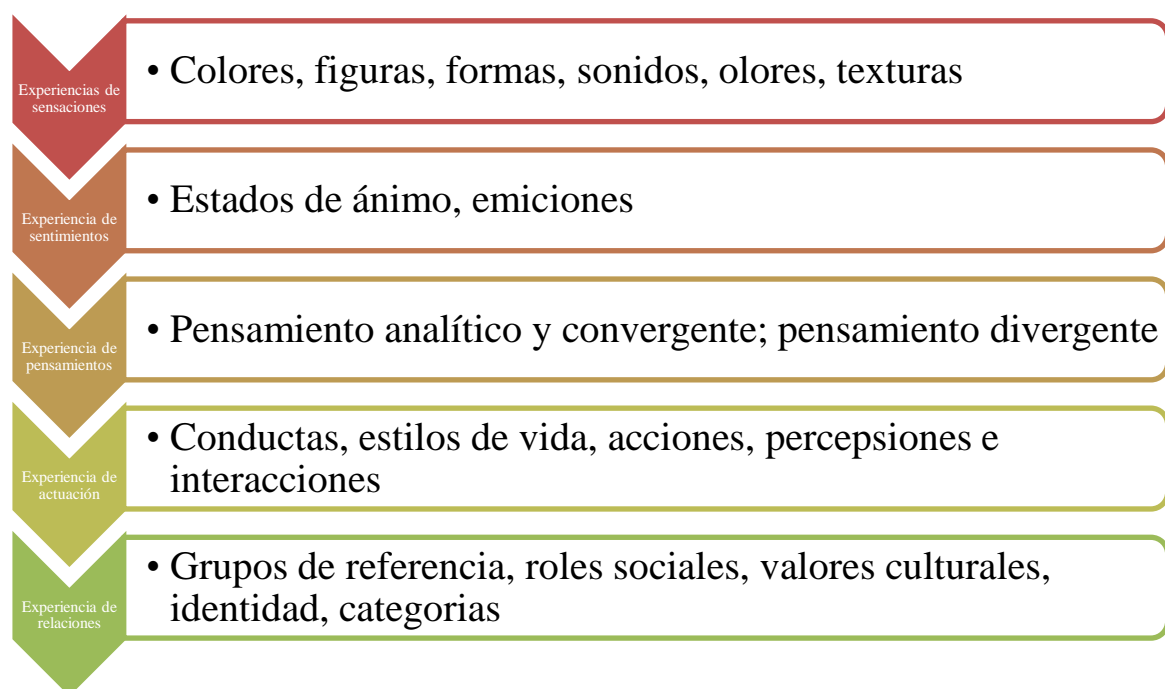 Experiencias de
sensaciones
• Colores, figuras, formas, sonidos, olores, texturas
Experiencia de
sentimientos
• Estados de ánimo, emiciones
Experiencia de
pensamientos
• Pensamiento analítico y convergente; pensamiento divergente
Experiencia de
actuación
• Conductas, estilos de vida, acciones, percepsiones e
interacciones
Experiencia de
relaciones
• Grupos de referencia, roles sociales, valores culturales,
identidad, categorias